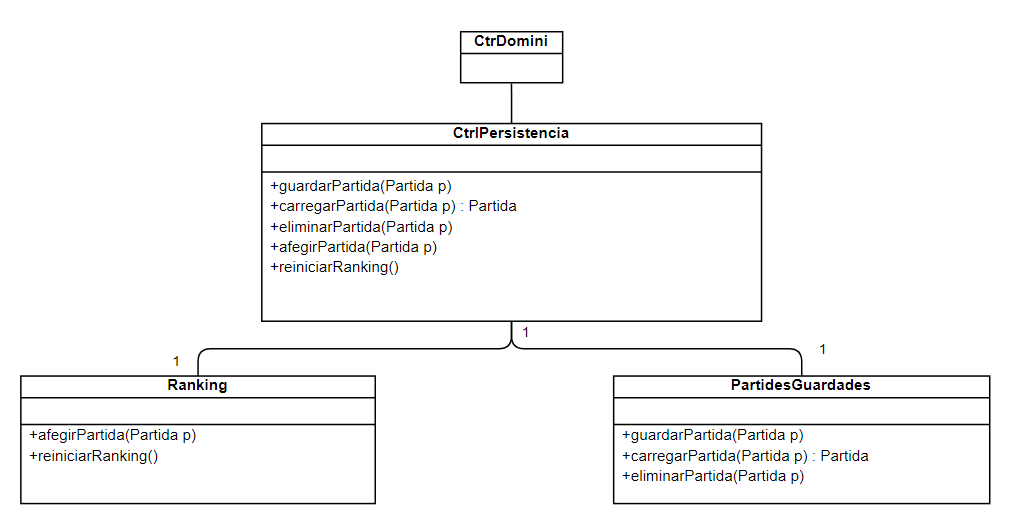 CtrDomini
CtrlPersistencia
+guardarPartida(Partida p)
+carregarPartida(Partida p) : Partida
+eliminarPartida(Partida p)
+afegirPartida(Partida p)
+reiniciarRanking()
1
1
1
Ranking
+afegirPartida(Partida p)
+reiniciarRanking()
PartidesGuardades
+guardarPartida(Partida p)
+carregarPartida(Partida p) : Partida
+eliminarPartida(Partida p)